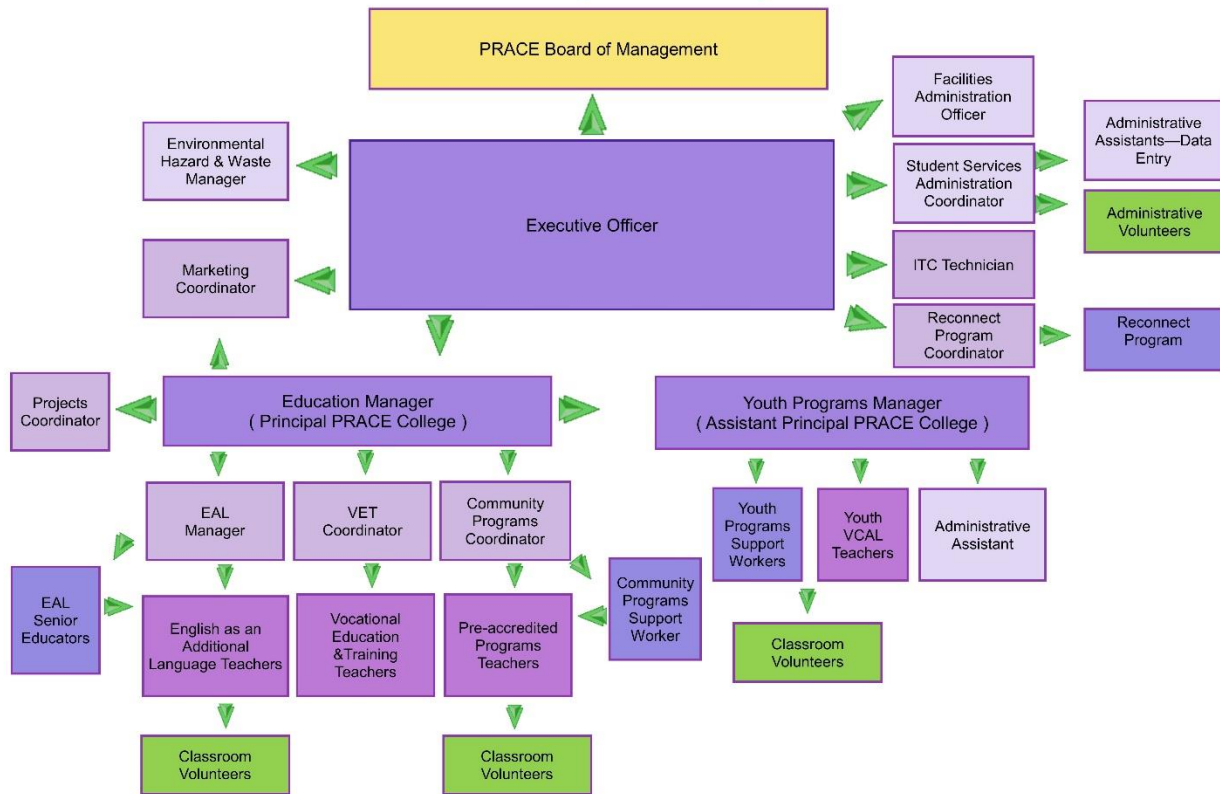 PRACE Board of Management
Facilities
Administration
Officer
Environmental
Hazard & Waste
Manager
Executive Officer
Student Services
Administration
Coordinator
Administrative
Assistants—Data
Entry
Administrative
Volunteers
Marketing
Coordinator
ITC Technician
Reconnect
Program
Coordinator
Reconnect
Program
Projects
Coordinator
Education Manager
( Principal PRACE College )
Youth Programs Manager
( Assistant Principal PRACE College )
EAL
Manager
VET
Coordinator
Community
Programs
Coordinator
Youth
Programs
Support
Workers
Youth
VCAL
Teachers
Administrative
Assistant
EAL
Senior
Educators
English as an
Additional
Language Teachers
Vocational
Education
&Training
Teachers
Pre-accredited
Programs
Teachers
Community
Programs
Support
Worker
Classroom
Volunteers
Classroom
Volunteers
Classroom
Volunteers